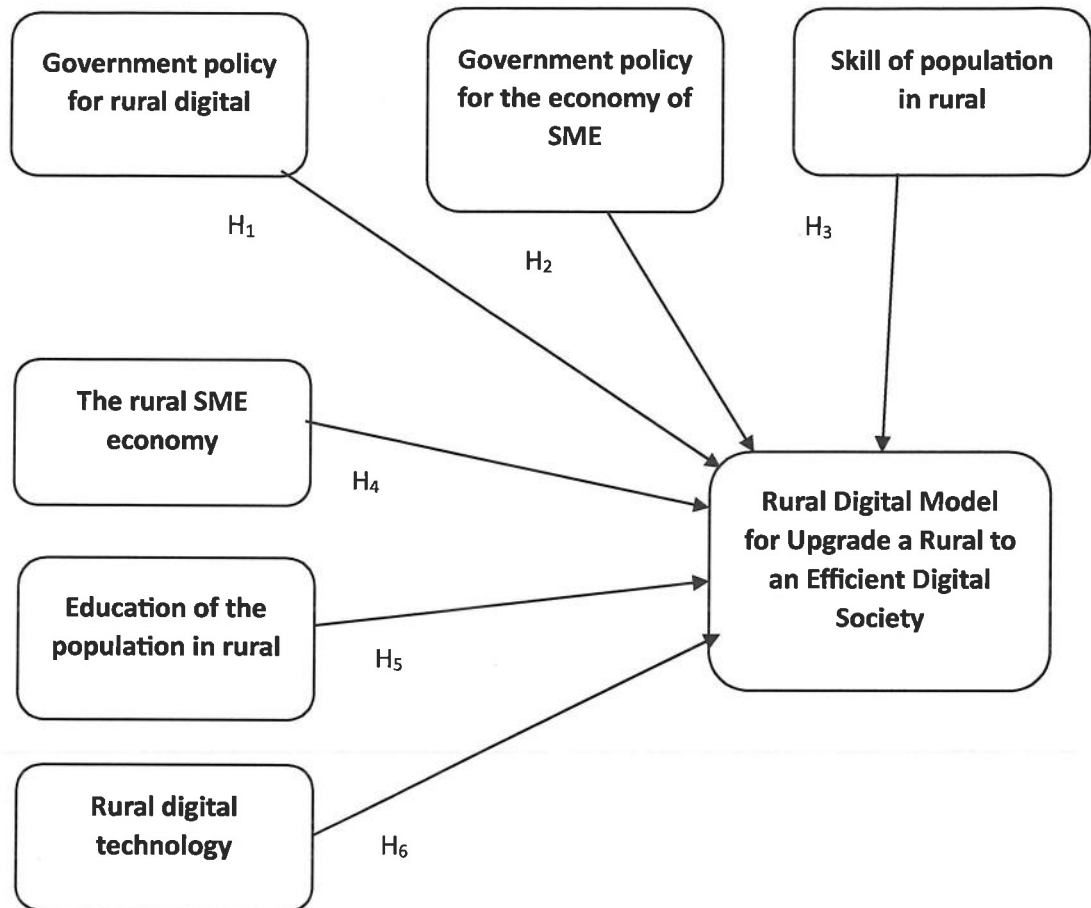 Government policy
for rural digital
Government policy
for the economy of
SME
Skill of population
in rural
H₁
H₂
H₃
The rural SME
economy
H₄
Rural Digital Model
for Upgrade a Rural to
an Efficient Digital
Society
Education of the
population in rural
H₅
Rural digital
technology
H₆